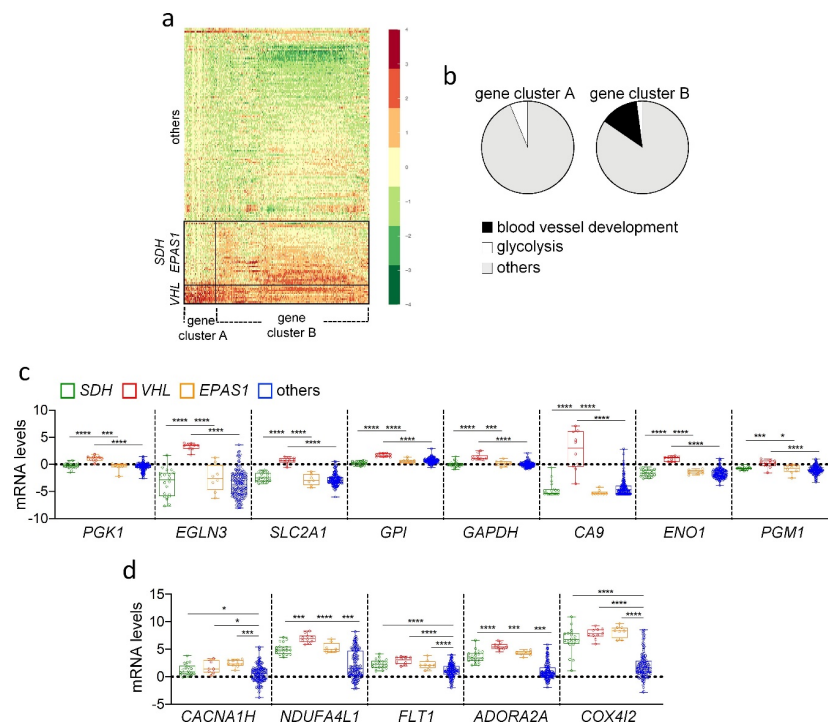 a
others
SDH
EPAS1
VHL
gene
cluster A
gene
cluster B
4
3
2
1
0
-1
-2
-3
-4
b
gene cluster A
gene cluster B
blood vessel development
glycolysis
others
c
SDH VHL EPAS1 others
mRNA levels
10
5
0
-5
-10
**** *** ****
**** **** ****
**** **** ****
**** **** ****
**** *** ****
**** **** ****
**** **** ****
*** * ****
PGK1 EGLN3 SLC2A1 GPI GAPDH CA9 ENO1 PGM1
d
mRNA levels
15
10
5
0
-5
* * ***
*** **** ***
**** **** ****
**** *** ***
**** **** ****
CACNA1H NDUFA4L1 FLT1 ADORA2A COX4I2